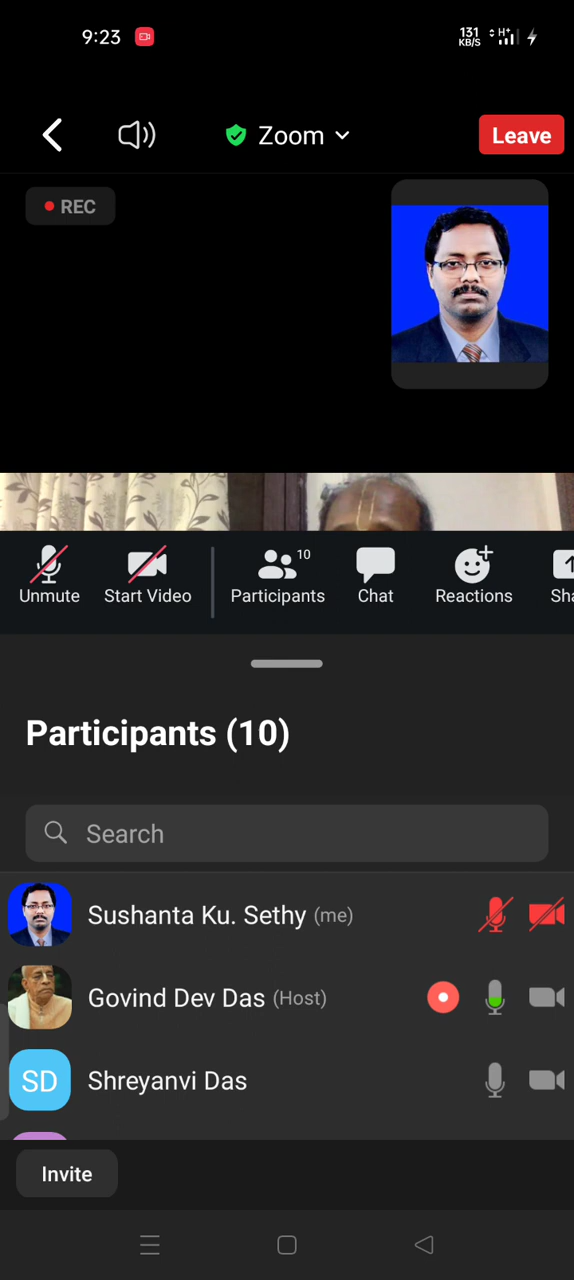 9:23
131
KB/S
H+
Zoom
Leave
REC
10
Unmute
Start Video
Participants
Chat
Reactions
Sha
Participants (10)
Search
Sushanta Ku. Sethy (me)
Govind Dev Das (Host)
SD
Shreyanvi Das
Invite